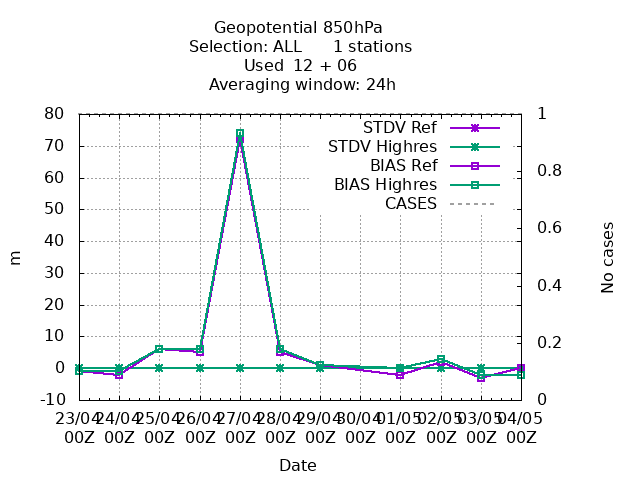 Geopotential 850hPa
Selection: ALL 1 stations
Used 12 + 06
Averaging window: 24h
80 1
70
60 0.8
50 0.6
40
30 0.4
20
10 0.2
0
-10 0
STDV Ref
STDV Highres
BIAS Ref
BIAS Highres
CASES
m
No cases
23/04 24/04 25/04 26/04 27/04 28/04 29/04 30/04 01/05 02/05 03/05 04/05
00Z 00Z 00Z 00Z 00Z 00Z 00Z 00Z 00Z 00Z 00Z 00Z
Date